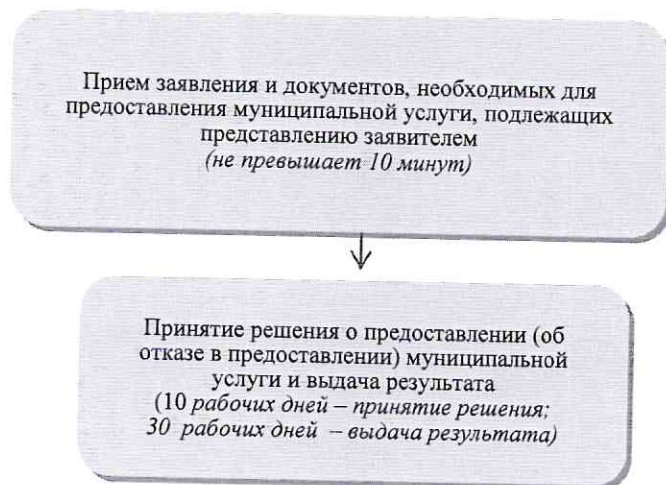 Прием заявления и документов, необходимых для
предоставления муниципальной услуги, подлежащих
представлению заявителем
(не превышает 10 минут)
Принятие решения о предоставлении (об
отказе в предоставлении) муниципальной
услуги и выдача результата
(10 рабочих дней – принятие решения;
30 рабочих дней – выдача результата)